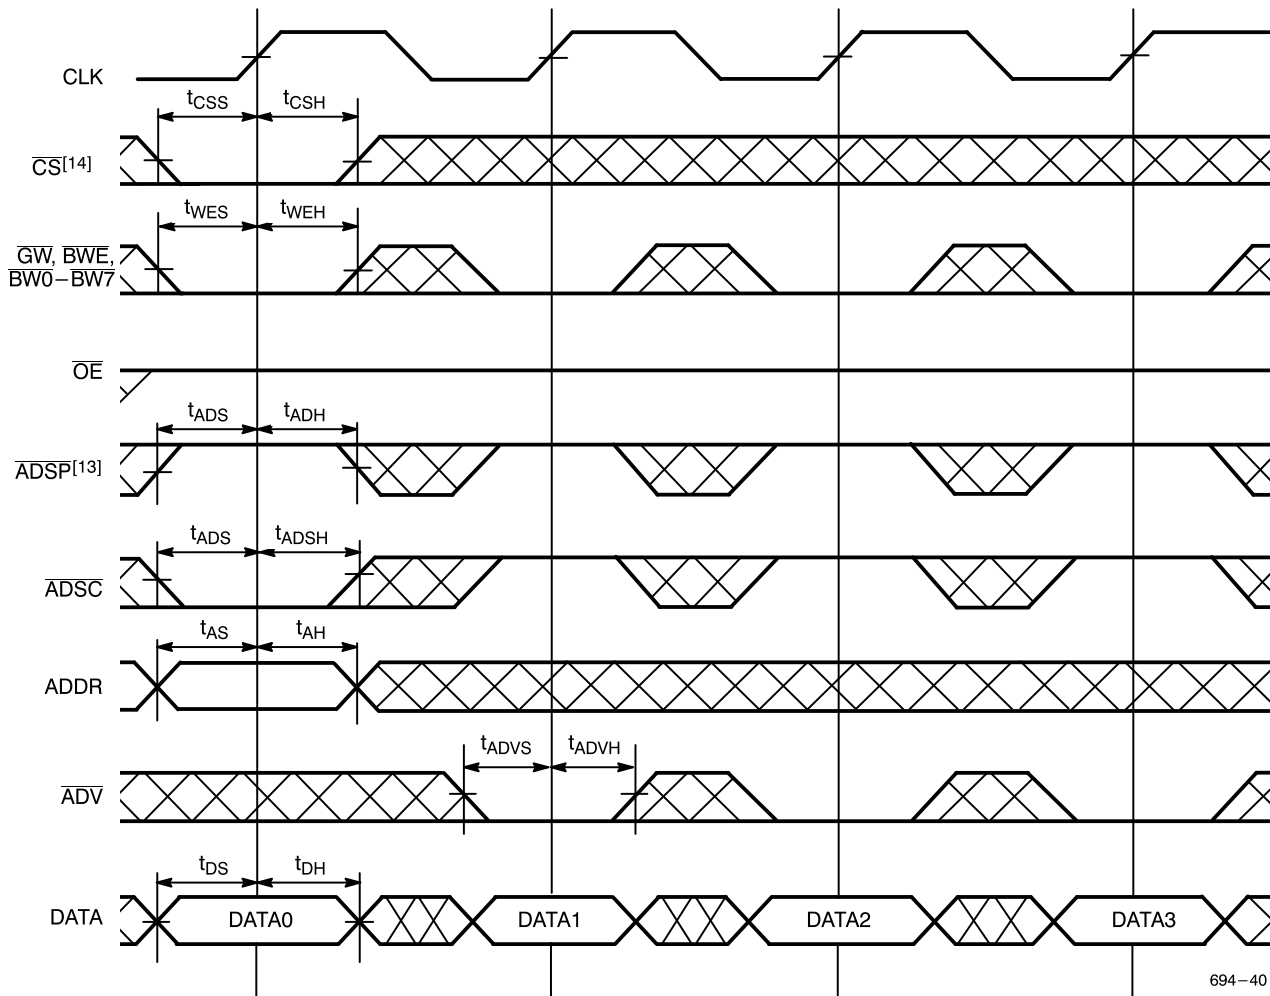 CLK
tCSS tCSH
CS[14]
tWES tWEH
GW, BWE,
BW0–BW7
OE
tADS tADH
ADSP[13]
tADS tADSH
ADSC
tAS tAH
ADDR
tADVS tADVH
ADV
tDS tDH
DATA DATA0 DATA1 DATA2 DATA3
694–40